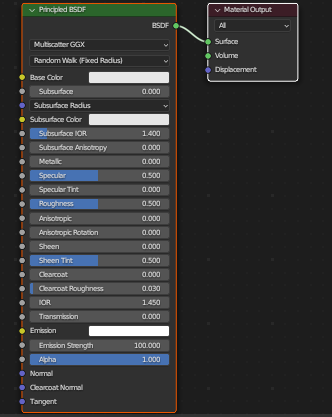 Principled BSDF
BSDF
Multiscatter GGX
Random Walk (Fixed Radius)
Base Color
Subsurface 0.000
Subsurface Radius
Subsurface Color
Subsurface IOR 1.400
Subsurface Anisotropy 0.000
Metallic 0.000
Specular 0.500
Specular Tint 0.000
Roughness 0.500
Anisotropic 0.000
Anisotropic Rotation 0.000
Sheen 0.000
Sheen Tint 0.500
Clearcoat 0.000
Clearcoat Roughness 0.030
IOR 1.450
Transmission 0.000
Emission
Emission Strength 100.000
Alpha 1.000
Normal
Clearcoat Normal
Tangent
Material Output
All
Surface
Volume
Displacement